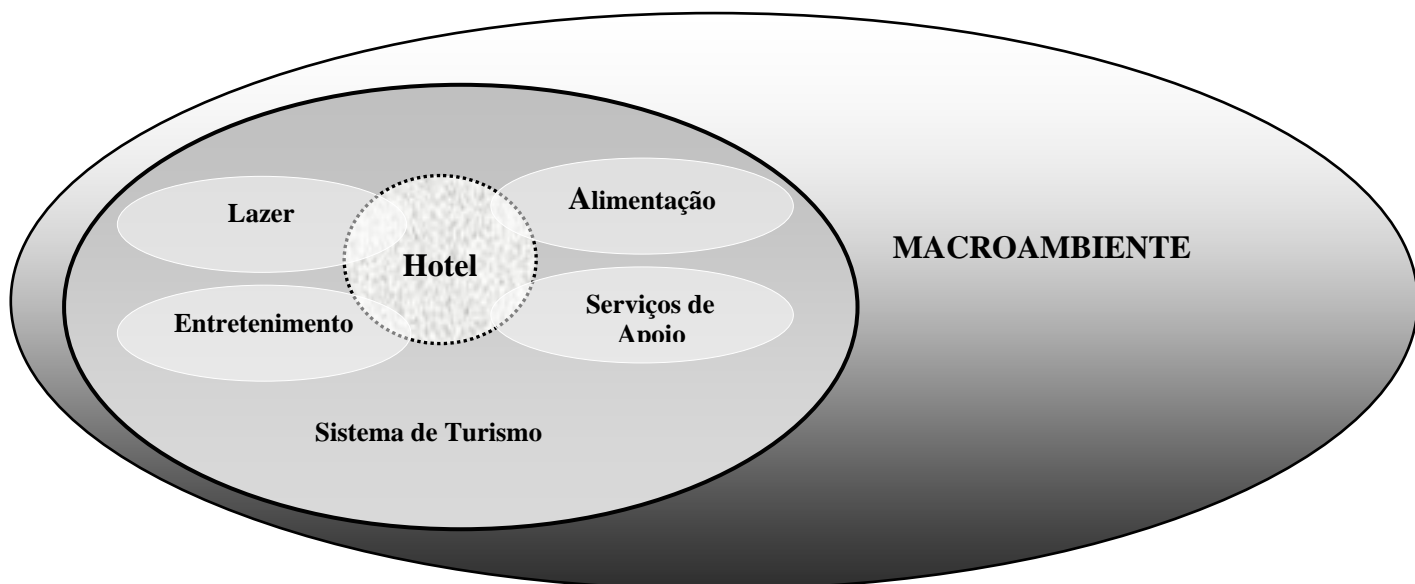 Lazer
Alimentação
Hotel
MACROAMBIENTE
Entretenimento
Serviços de
Apoio
Sistema de Turismo